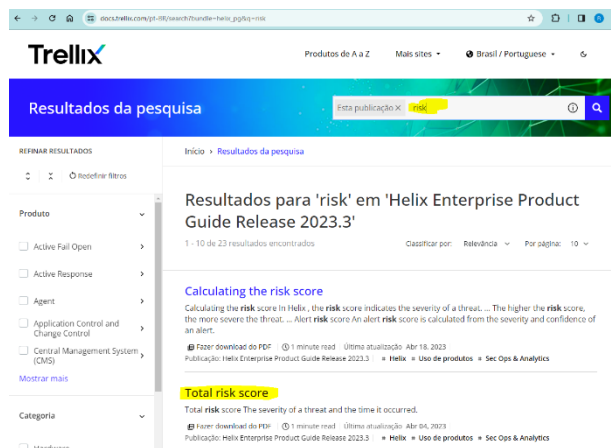 docs.trellix.com/pt-BR/search?bundle=helix_pg&q=risk
Trellix
Produtos de A a Z
Mais sites
Brasil / Portuguese
Resultados da pesquisa
Esta publicação ×
risk
REFINAR RESULTADOS
Redefinir filtros
Produto
Active Fail Open
Active Response
Agent
Application Control and
Change Control
Central Management System
(CMS)
Mostrar mais
Categoria
Hardware
Início > Resultados da pesquisa
Resultados para 'risk' em 'Helix Enterprise Product
Guide Release 2023.3'
1 - 10 de 23 resultados encontrados
Classificar por: Relevância
Por página: 10
Calculating the risk score
Calculating the risk score In Helix , the risk score indicates the severity of a threat. ... The higher the risk score,
the more severe the threat. ... Alert risk score An alert risk score is calculated from the severity and confidence of
an alert.
Fazer download do PDF | 1 minute read Última atualização Abr 18, 2023
Publicação: Helix Enterprise Product Guide Release 2023.3 Helix Uso de produtos Sec Ops & Analytics
Total risk score
Total risk score The severity of a threat and the time it occurred.
Fazer download do PDF | 1 minute read Última atualização Abr 04, 2023
Publicação: Helix Enterprise Product Guide Release 2023.3 Helix Uso de produtos Sec Ops & Analytics